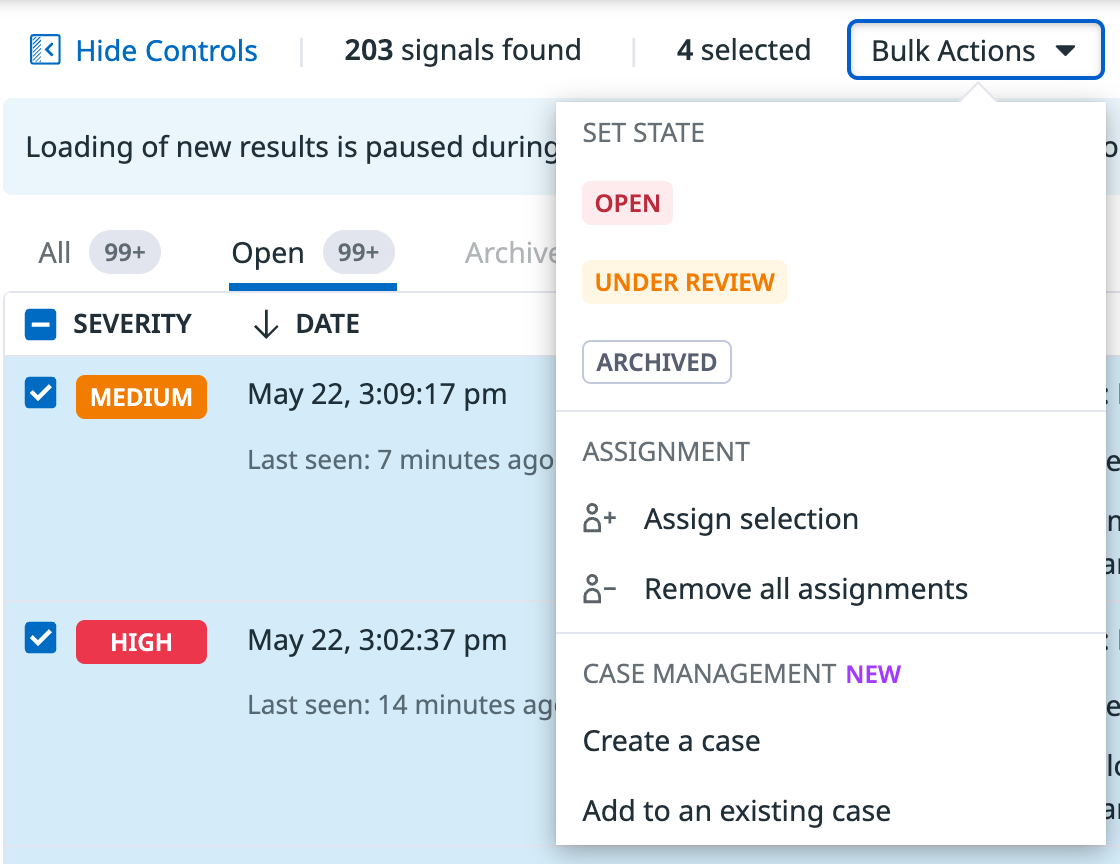 Hide Controls
203 signals found
4 selected
Bulk Actions
Loading of new results is paused during
SET STATE
OPEN
UNDER REVIEW
ARCHIVED
All 99+
Open 99+
Archive
SEVERITY
DATE
MEDIUM
May 22, 3:09:17 pm
Last seen: 7 minutes ago
HIGH
May 22, 3:02:37 pm
Last seen: 14 minutes ago
ASSIGNMENT
Assign selection
Remove all assignments
CASE MANAGEMENT NEW
Create a case
Add to an existing case